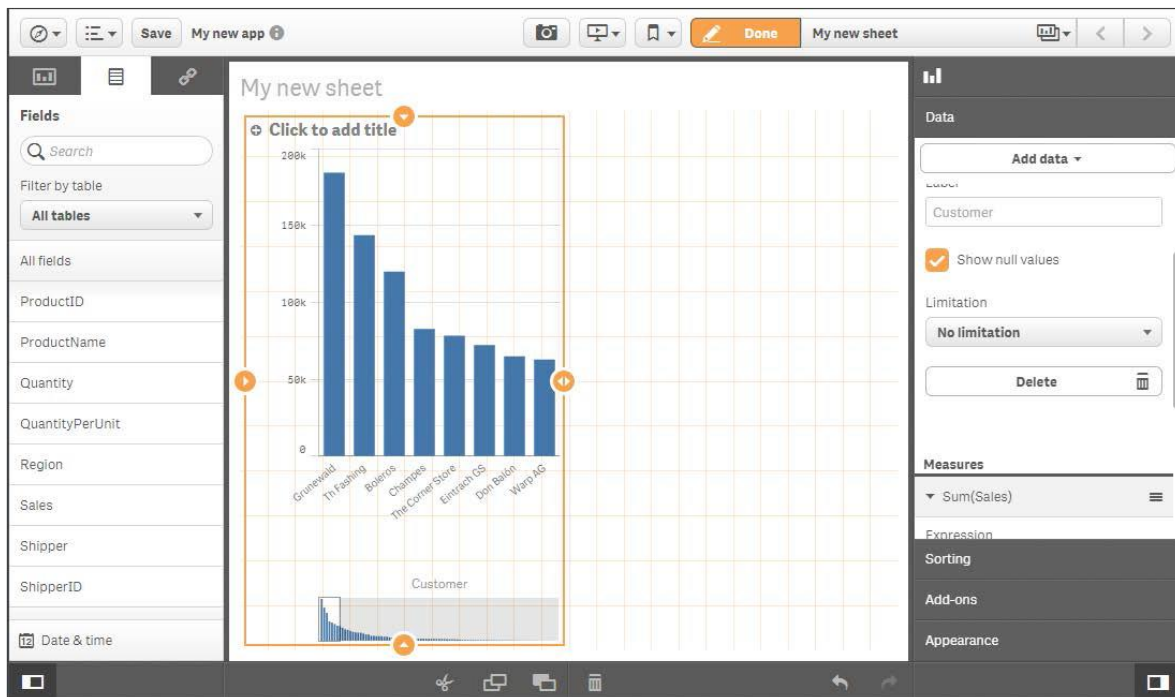 Save
My new app
Done
My new sheet
Fields
Search
Filter by table
All tables
All fields
ProductID
ProductName
Quantity
QuantityPerUnit
Region
Sales
Shipper
ShipperID
12 Date & time
My new sheet
Click to add title
200k
150k
100k
50k
0
Grunewald
Th Fashing
Boleros
Champes
The Corner Store
Eintrach GS
Don Balón
Warp AG
Customer
Data
Add data
Label
Customer
Show null values
Limitation
No limitation
Delete
Measures
Sum(Sales)
Expression
Sorting
Add-ons
Appearance